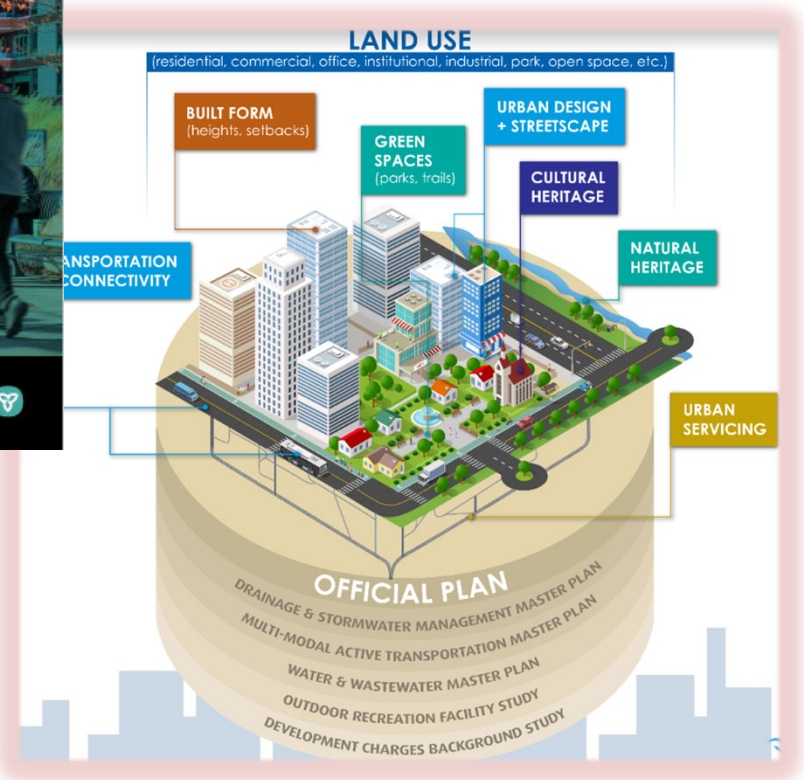 LAND USE
(residential, commercial, office, institutional, industrial, park, open space, etc.)
BUILT FORM
(heights, setbacks)
GREEN
SPACES
(parks, trails)
URBAN DESIGN
+ STREETSCAPE
CULTURAL
HERITAGE
NATURAL
HERITAGE
ANSPORTATION
CONNECTIVITY
URBAN
SERVICING
OFFICIAL PLAN
DRAINAGE & STORMWATER MANAGEMENT MASTER PLAN
MULTI-MODAL ACTIVE TRANSPORTATION MASTER PLAN
WATER & WASTEWATER MASTER PLAN
OUTDOOR RECREATION FACILITY STUDY
DEVELOPMENT CHARGES BACKGROUND STUDY